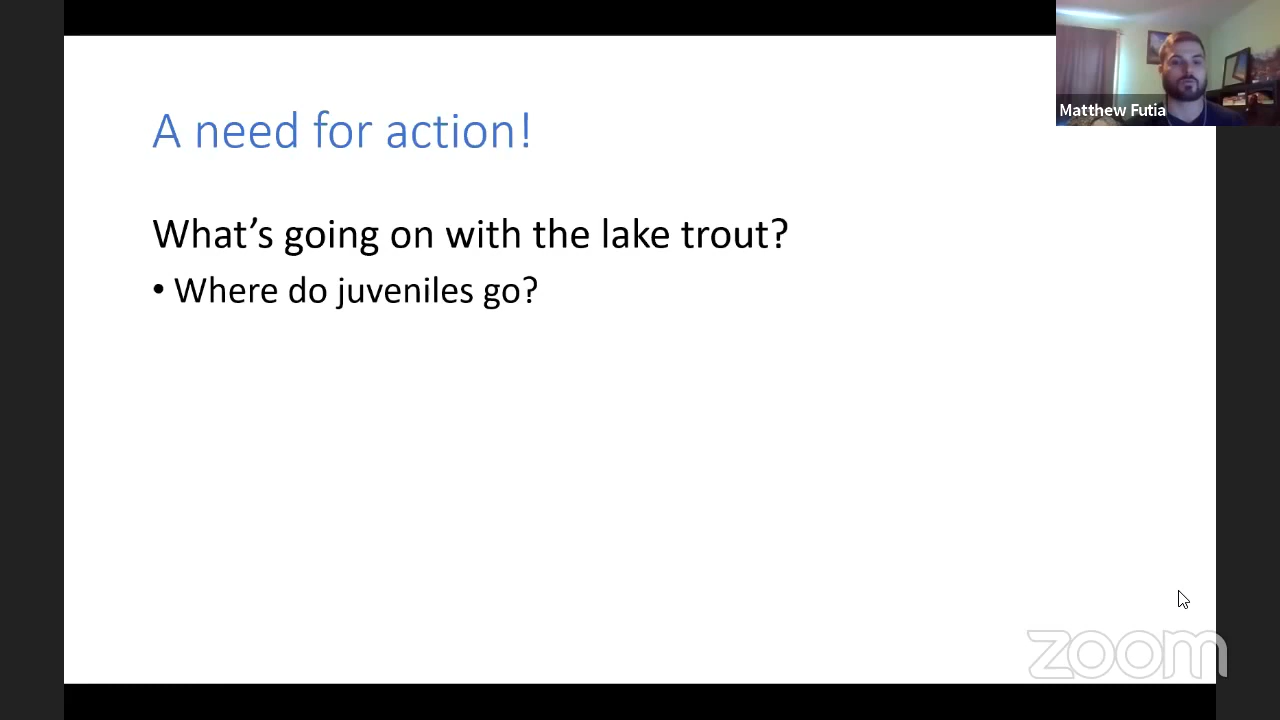 Matthew Futia
A need for action!
What’s going on with the lake trout?
• Where do juveniles go?
zoom